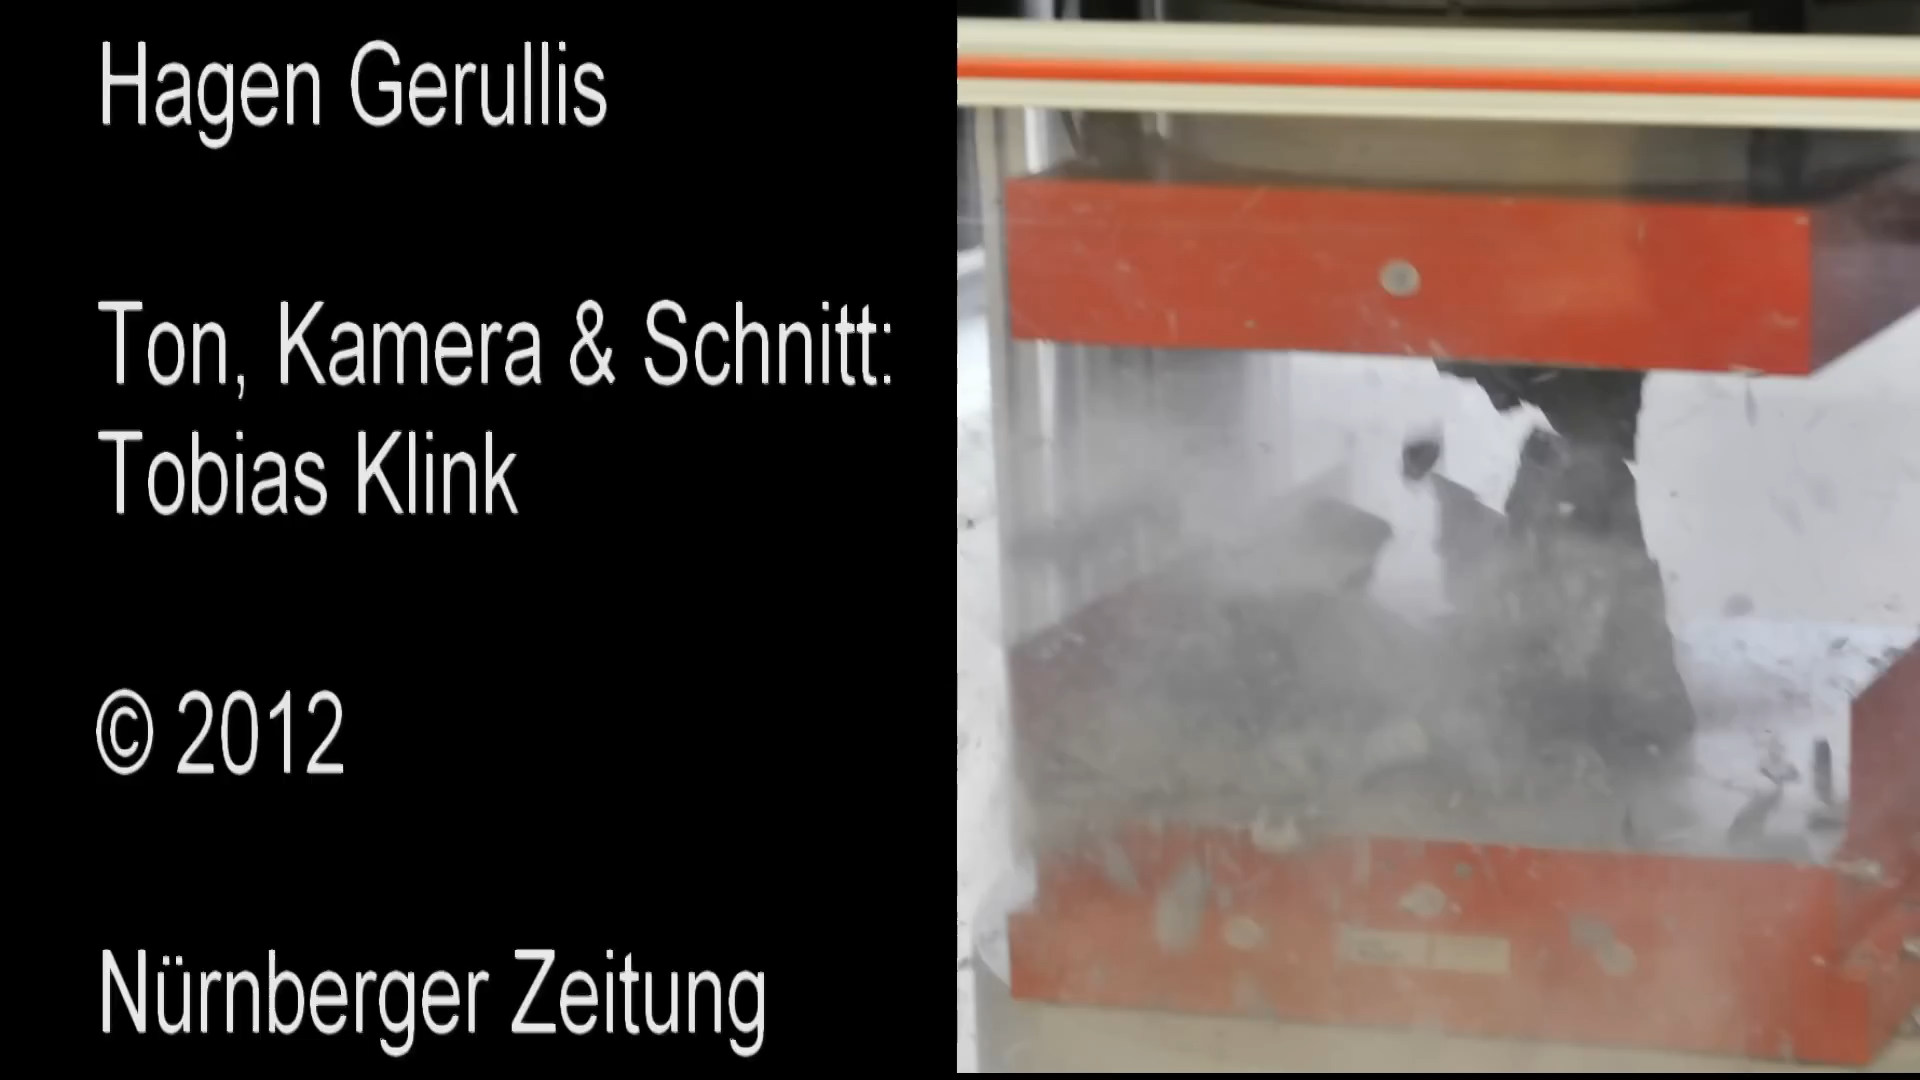 Hagen Gerullis
Ton, Kamera & Schnitt:
Tobias Klink
© 2012
Nürnberger Zeitung